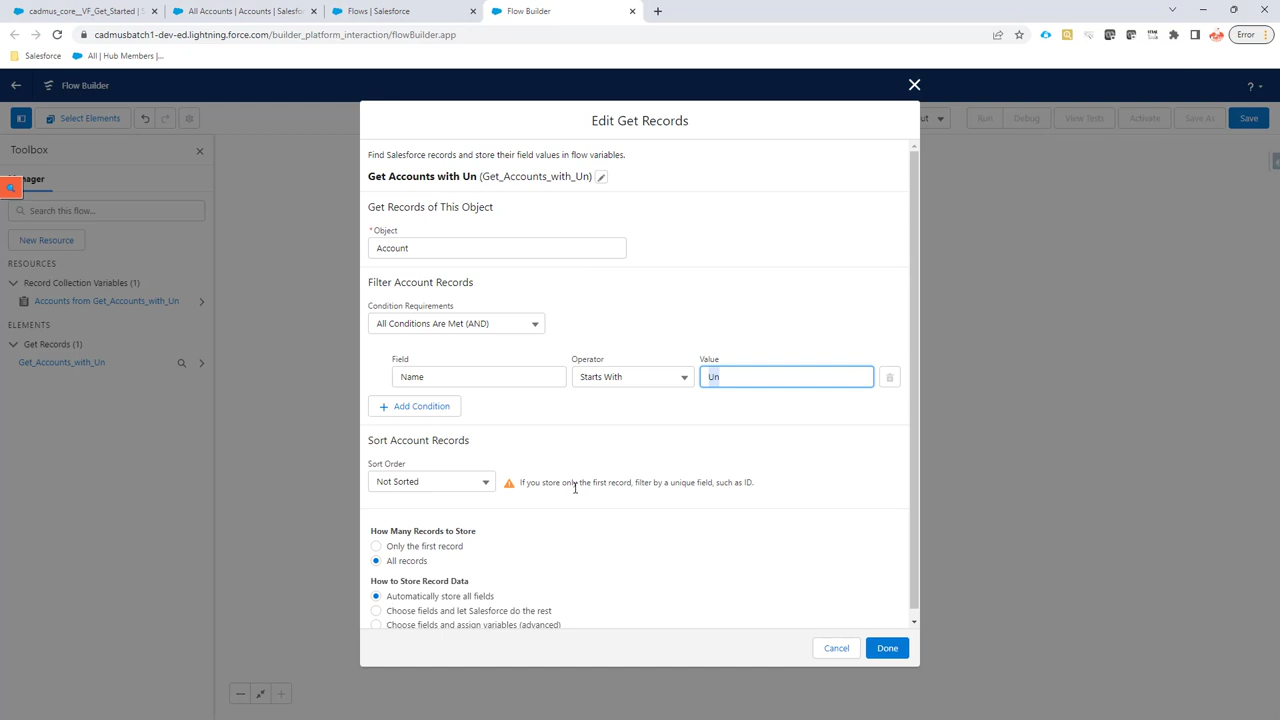 cadmus_core__VF_Get_Started | S
All Accounts | Accounts | Salesfor
Flows | Salesforce
Flow Builder
cadmusbatch1-dev-ed.lightning.force.com/builder_platform_interaction/flowBuilder.app
Error
Salesforce
All | Hub Members |...
Flow Builder
?
Select Elements
ut
Run
Debug
View Tests
Activate
Save As
Save
Toolbox
nager
Search this flow...
New Resource
RESOURCES
Record Collection Variables (1)
Accounts from Get_Accounts_with_Un
ELEMENTS
Get Records (1)
Get_Accounts_with_Un
Edit Get Records
Find Salesforce records and store their field values in flow variables.
Get Accounts with Un (Get_Accounts_with_Un)
Get Records of This Object
*Object
Account
Filter Account Records
Condition Requirements
All Conditions Are Met (AND)
Field
Operator
Value
Name
Starts With
Un
+ Add Condition
Sort Account Records
Sort Order
Not Sorted
If you store only the first record, filter by a unique field, such as ID.
How Many Records to Store
Only the first record
All records
How to Store Record Data
Automatically store all fields
Choose fields and let Salesforce do the rest
Choose fields and assign variables (advanced)
Cancel
Done